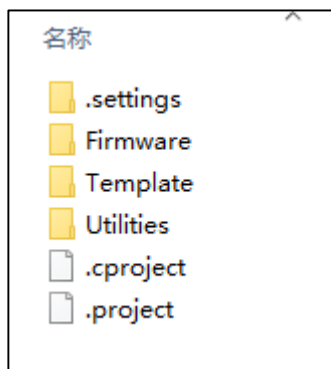 名称
.settings
Firmware
Template
Utilities
.cproject
.project